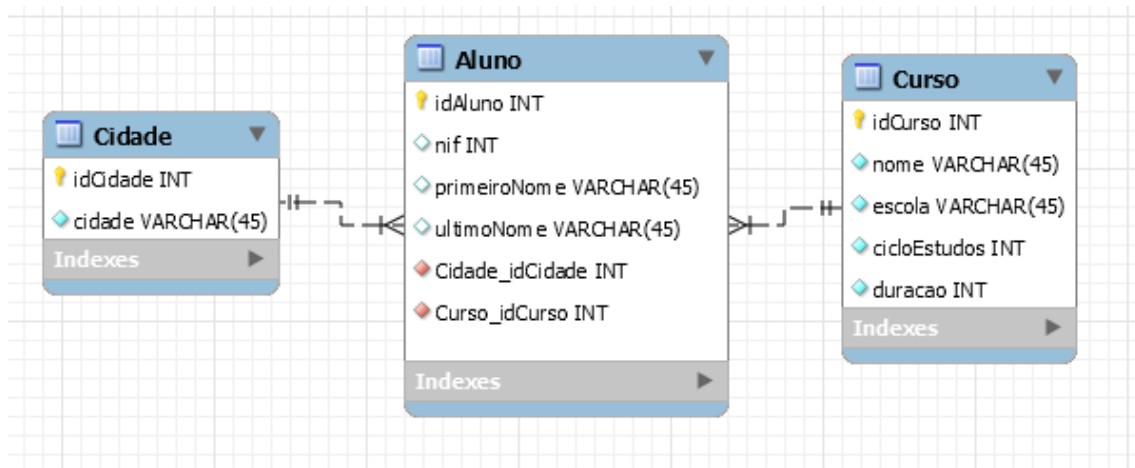 Cidade
idCidade INT
cidade VARCHAR(45)
Indexes
Aluno
idAluno INT
nif INT
primeiroNome VARCHAR(45)
ultimoNome VARCHAR(45)
Cidade_idCidade INT
Curso_idCurso INT
Indexes
Curso
idCurso INT
nome VARCHAR(45)
escola VARCHAR(45)
cicloEstudos INT
duracao INT
Indexes